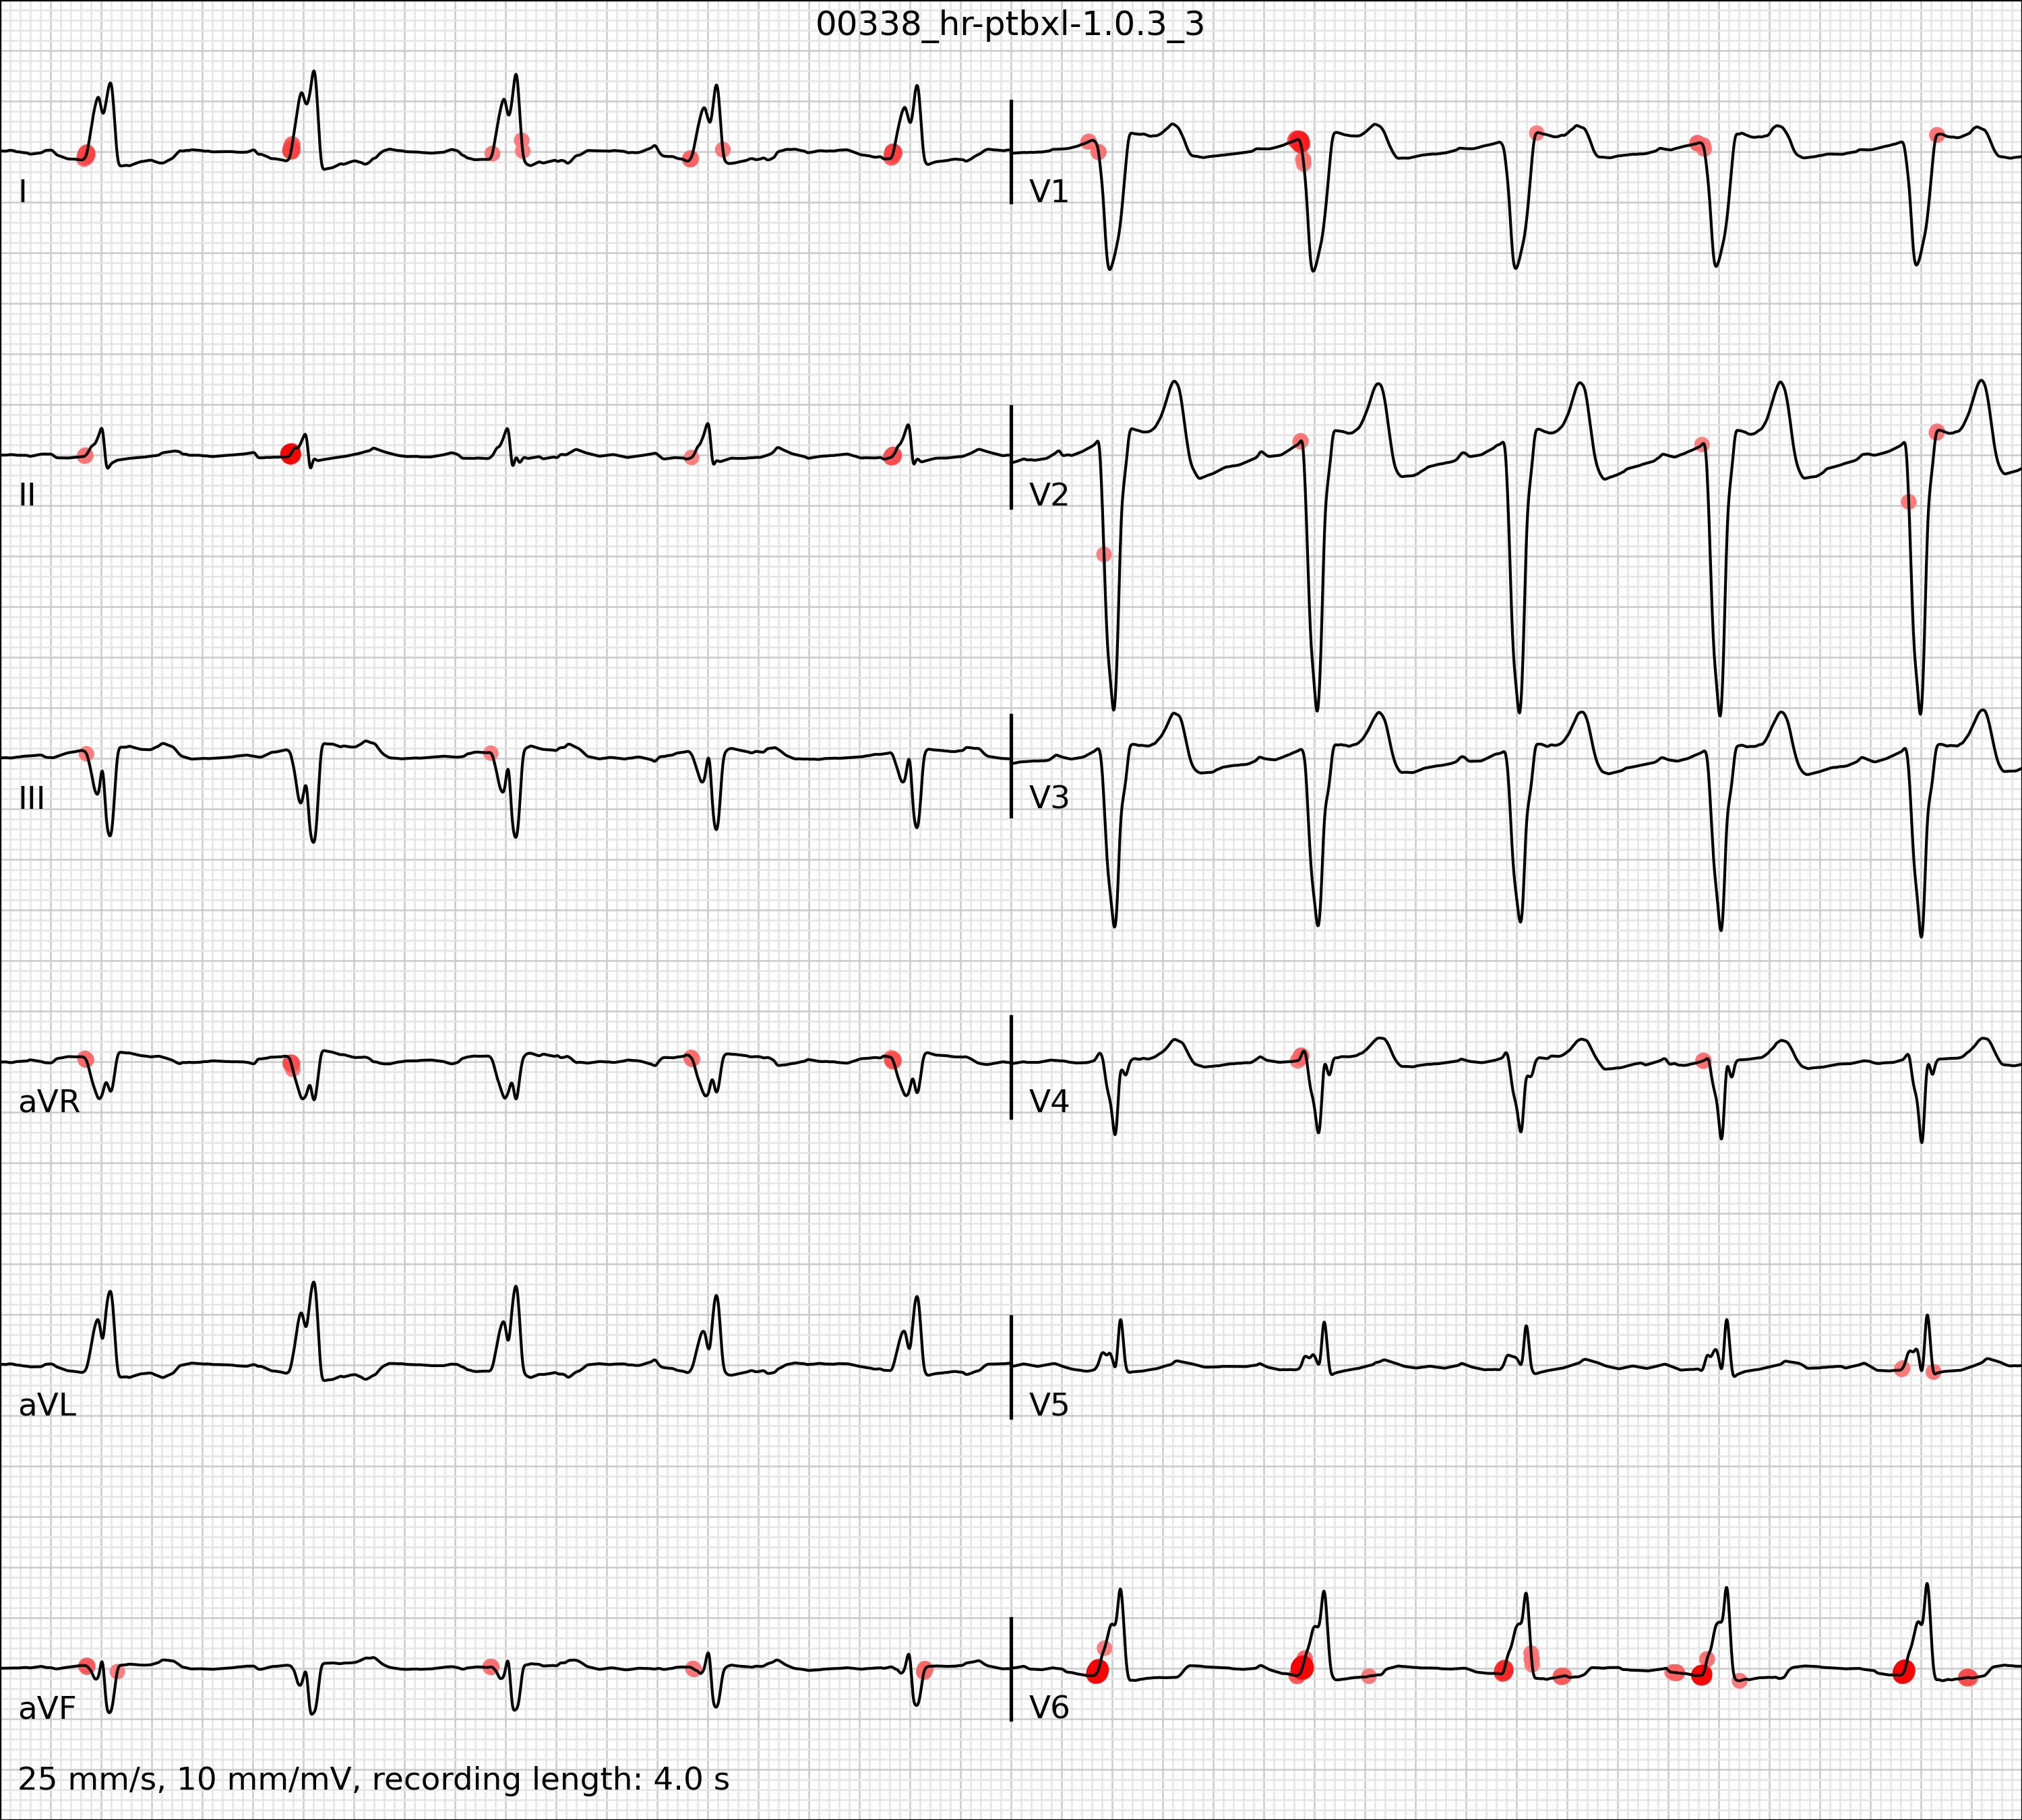 00338_hr-ptbxl-1.0.3_3
I
V1
II
V2
III
V3
aVR
V4
aVL
V5
aVF
V6
25 mm/s, 10 mm/mV, recording length: 4.0 s